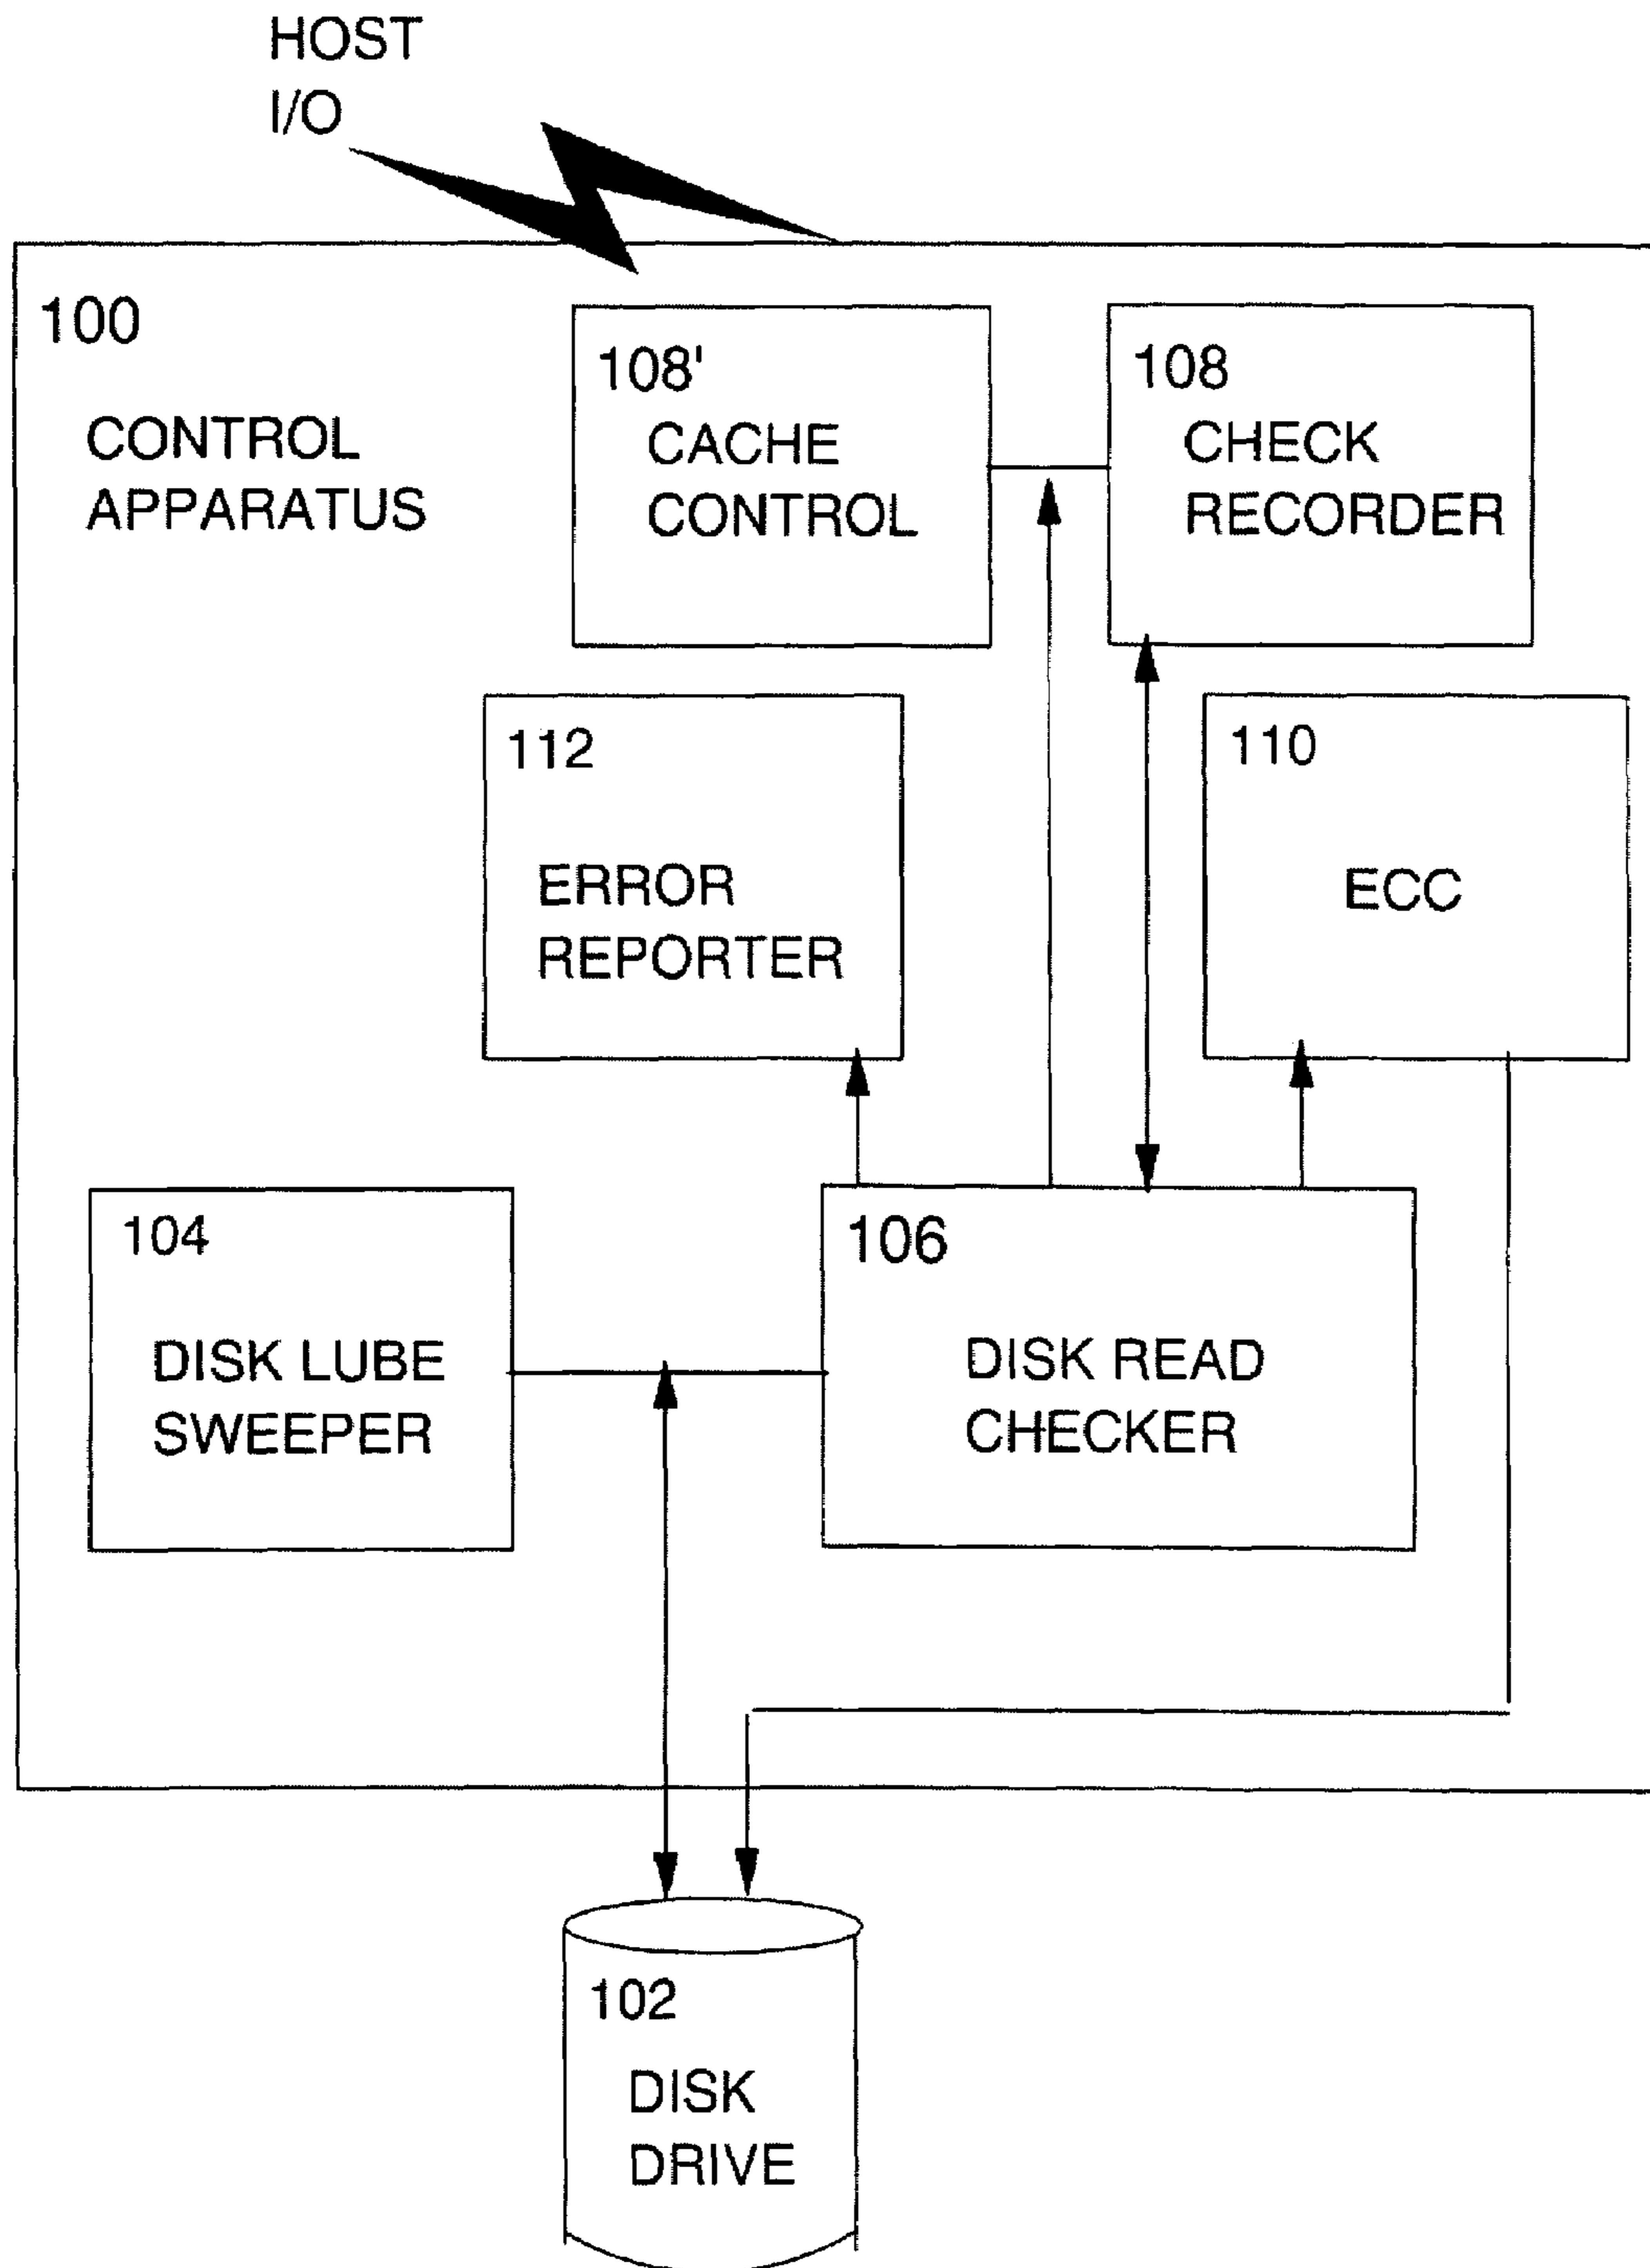 HOST
I/O
100
CONTROL
APPARATUS
108'
CACHE
CONTROL
108
CHECK
RECORDER
112
ERROR
REPORTER
110
ECC
104
DISK LUBE
SWEEPER
106
DISK READ
CHECKER
102
DISK
DRIVE